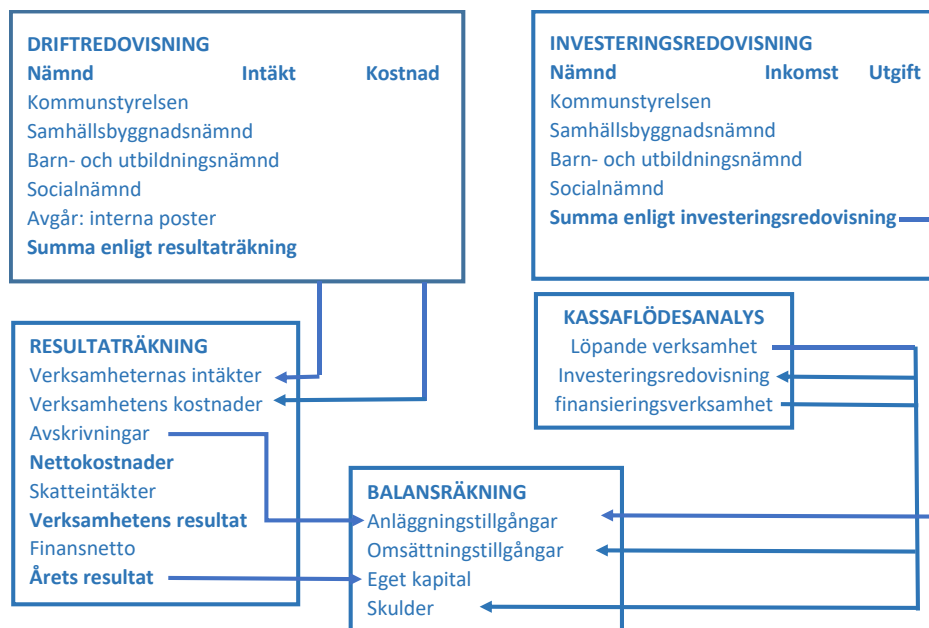 DRIFTREDOVISNING
Nämnd Intäkt Kostnad
Kommunstyrelsen
Samhällsbyggnadsnämnd
Barn- och utbildningsnämnd
Socialnämnd
Avgår: interna poster
Summa enligt resultaträkning
INVESTERINGSREDOVISNING
Nämnd Inkomst Utgift
Kommunstyrelsen
Samhällsbyggnadsnämnd
Barn- och utbildningsnämnd
Socialnämnd
Summa enligt investeringsredovisning
RESULTATRÄKNING
Verksamheternas intäkter
Verksamhetens kostnader
Avskrivningar
Nettokostnader
Skatteintäkter
Verksamhetens resultat
Finansnetto
Årets resultat
KASSAFLÖDESANALYS
Löpande verksamhet
Investeringsredovisning
finansieringsverksamhet
BALANSRÄKNING
Anläggningstillgångar
Omsättningstillgångar
Eget kapital
Skulder